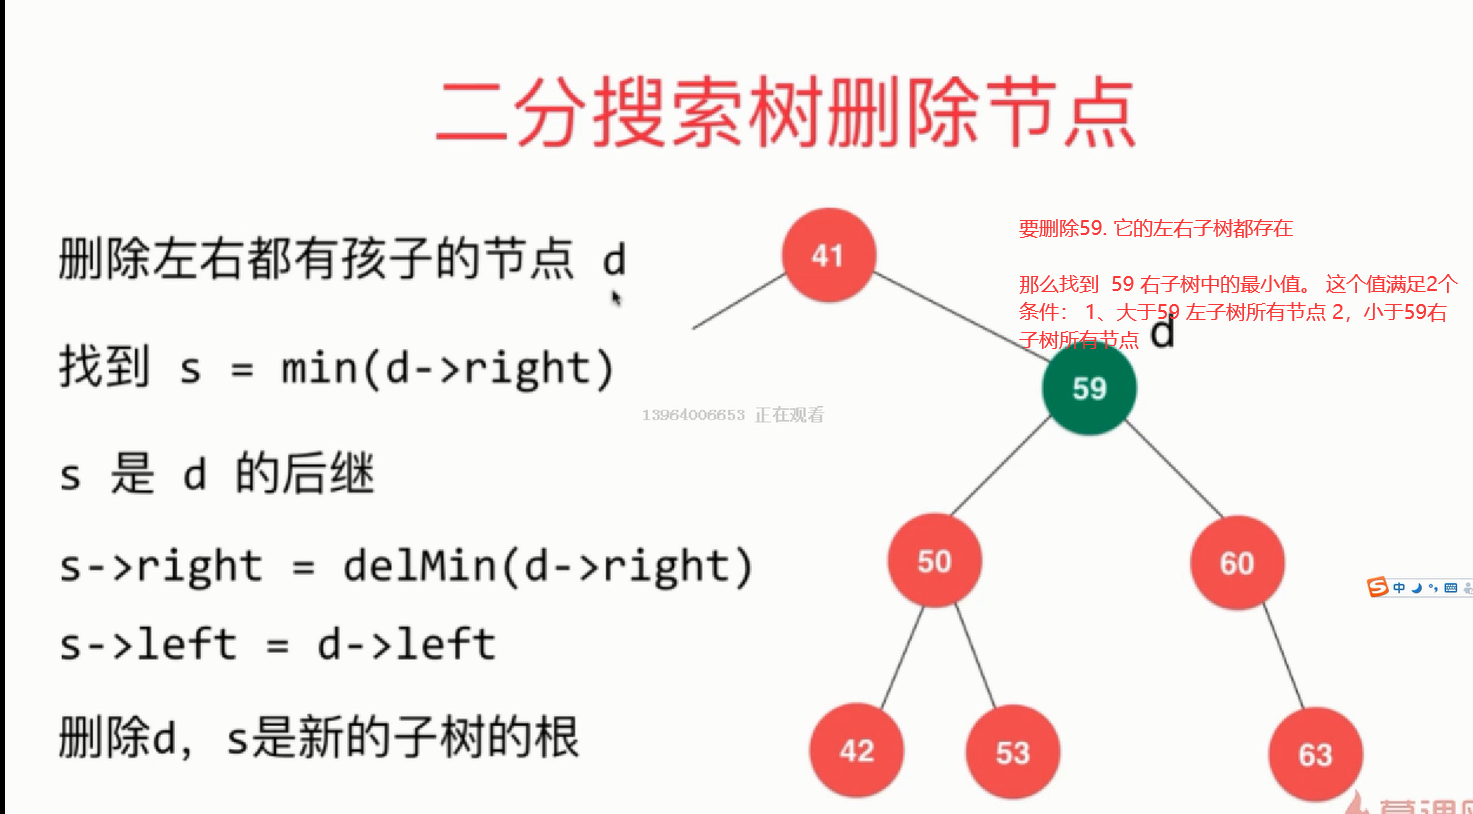 二分搜索树删除节点
删除左右都有孩子的节点 d
找到 s = min(d->right)
s 是 d 的后继
s->right = delMin(d->right)
s->left = d->left
删除d，s是新的子树的根
要删除59. 它的左右子树都存在
那么找到 59 右子树中的最小值。 这个值满足2个
条件： 1、大于59 左子树所有节点 2，小于59右
子树所有节点
d
41
59
13964006653 正在观看
50
60
中
42
53
63